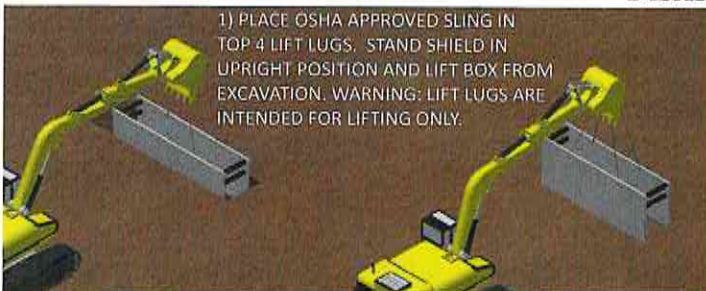 1) PLACE OSHA APPROVED SLING IN
TOP 4 LIFT LUGS. STAND SHIELD IN
UPRIGHT POSITION AND LIFT BOX FROM
EXCAVATION. WARNING: LIFT LUGS ARE
INTENDED FOR LIFTING ONLY.